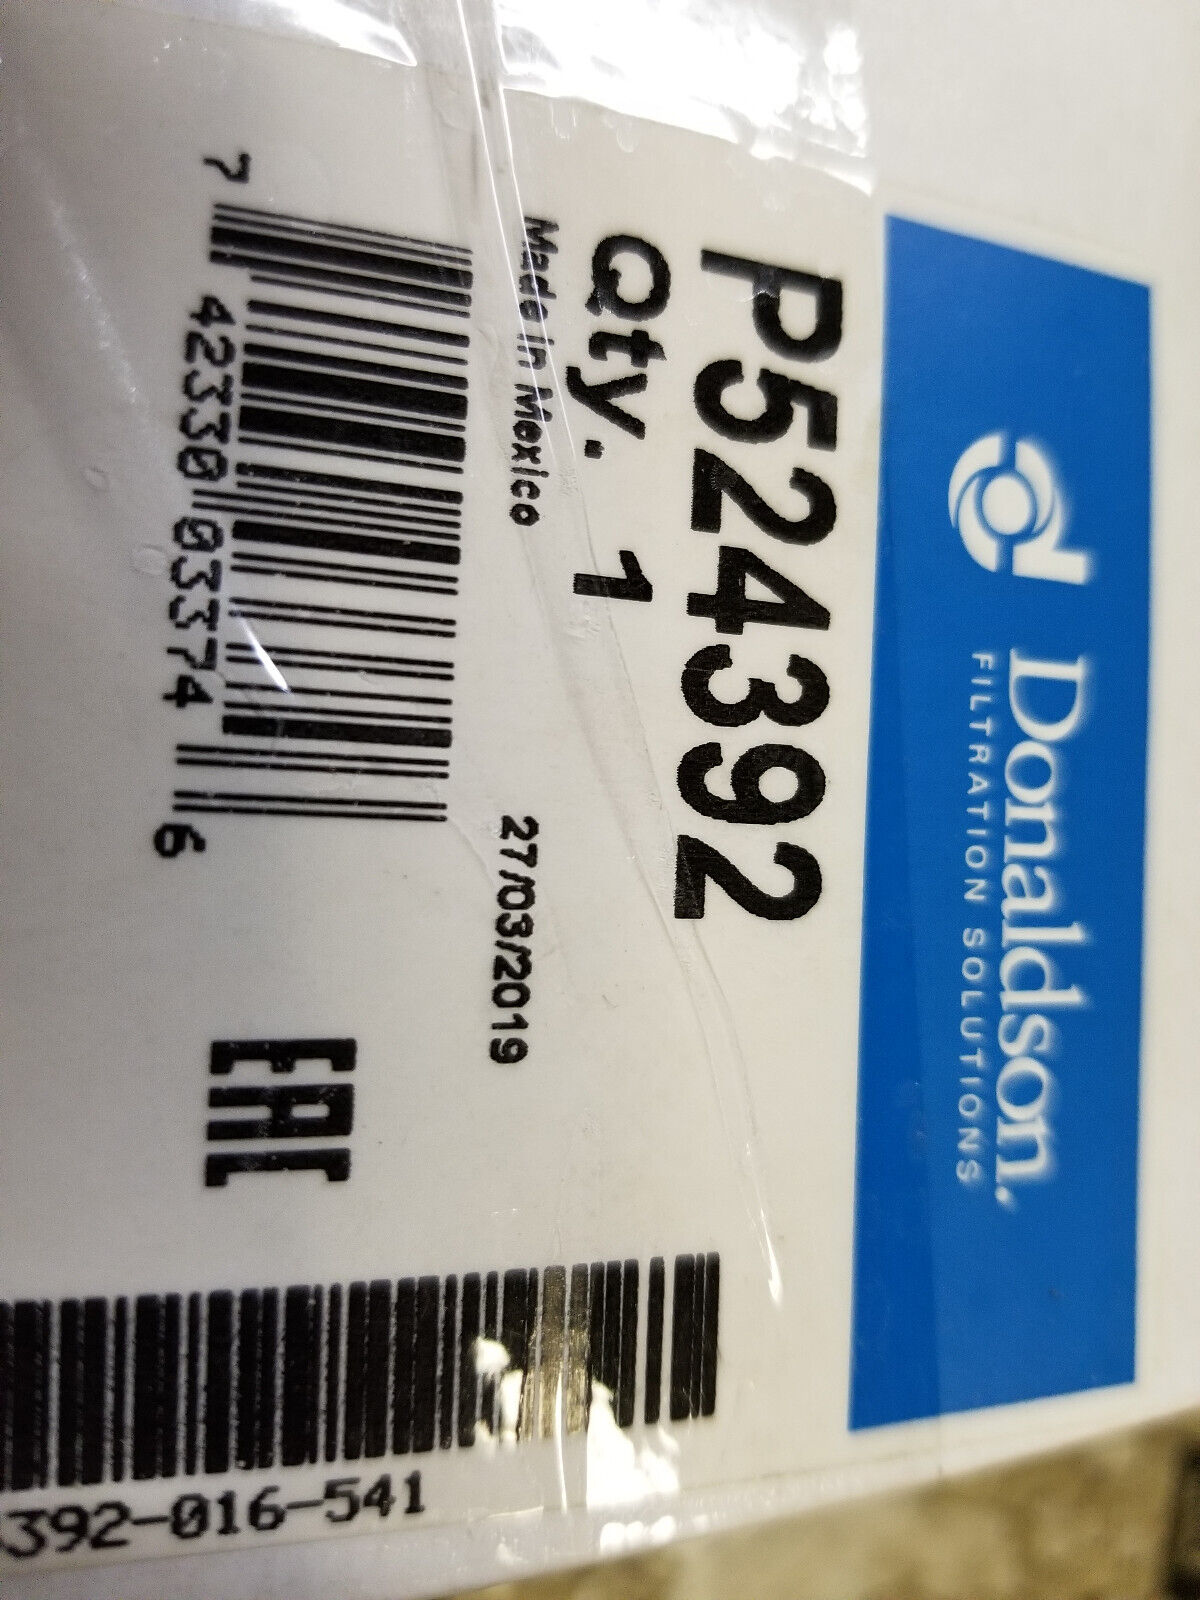 Donaldson.
FILTRATION SOLUTIONS
P524392
Qty. 1
Made in Mexico
27/03/2019
7 42330 03374 6
EAC
392-016-541